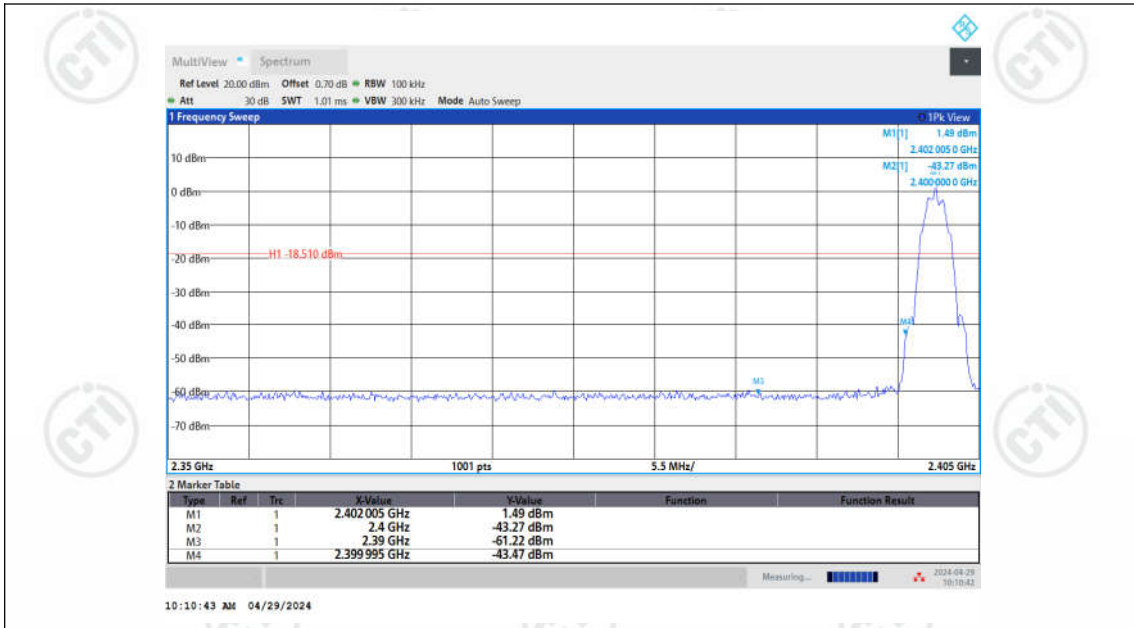 CTI CTI
MultiView Spectrum
Ref Level 20.00 dBm Offset 0.70 dB RBW 100 kHz
Att 30 dB SWT 1.01 ms VBW 300 kHz Mode Auto Sweep
1 Frequency Sweep 1Pk View
M1[1] 1.49 dBm
2.402 005 0 GHz
10 dBm
M2[1] -43.27 dBm
2.400 000 0 GHz
0 dBm
-10 dBm
H1 -18.510 dBm
-20 dBm
-30 dBm
-40 dBm
M4
-50 dBm
M3
-60 dBm
CTI CTI
-70 dBm
2.35 GHz 1001 pts 5.5 MHz/ 2.405 GHz
2 Marker Table
Type Ref Trc X-Value Y-Value Function Function Result
M1 1 2.402 005 GHz 1.49 dBm
M2 1 2.4 GHz -43.27 dBm
M3 1 2.39 GHz -61.22 dBm
M4 1 2.399 995 GHz -43.47 dBm
Measuring... 2024-04-29
10:10:42
10:10:43 AM 04/29/2024